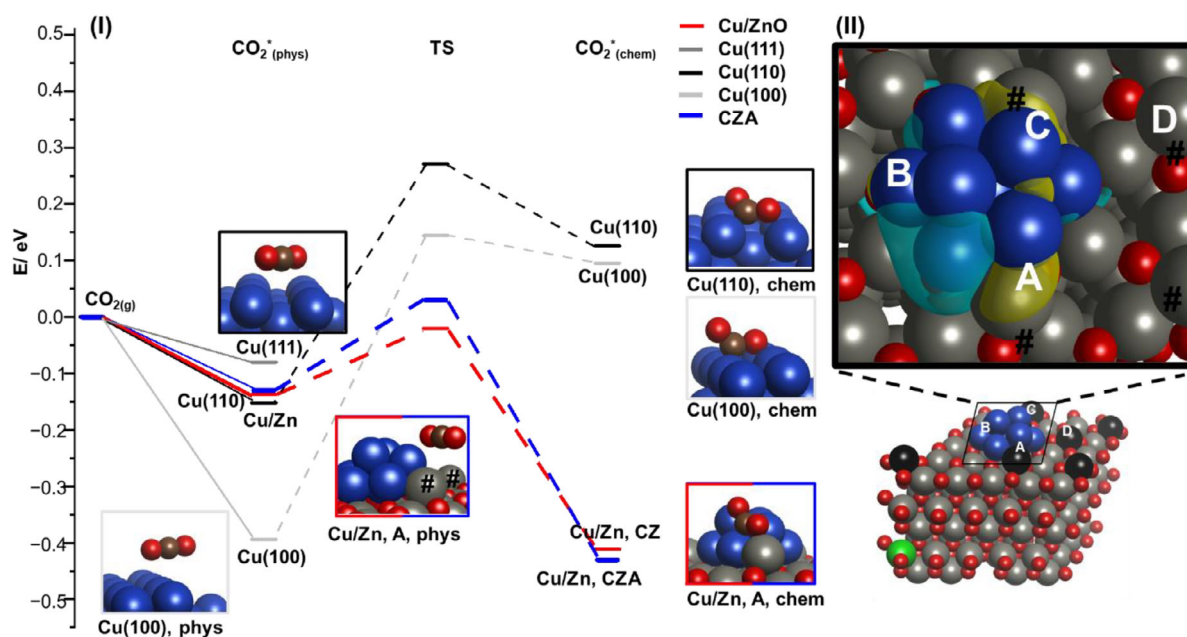 (I)
CO₂*(phys)
TS
CO₂*(chem)
E/ eV
0.5
0.4
0.3
0.2
0.1
0.0
−0.1
−0.2
−0.3
−0.4
−0.5
CO₂(g)
Cu(111)
Cu(110)
Cu/Zn
Cu(100)
Cu(100), phys
# #
Cu/Zn, A, phys
Cu(110)
Cu(100)
Cu/Zn, CZ
Cu/Zn, CZA
Cu/ZnO
Cu(111)
Cu(110)
Cu(100)
CZA
Cu(110), chem
Cu(100), chem
Cu/Zn, A, chem
(II)
#
C
D
#
B
A
#
#
C
B
D
A